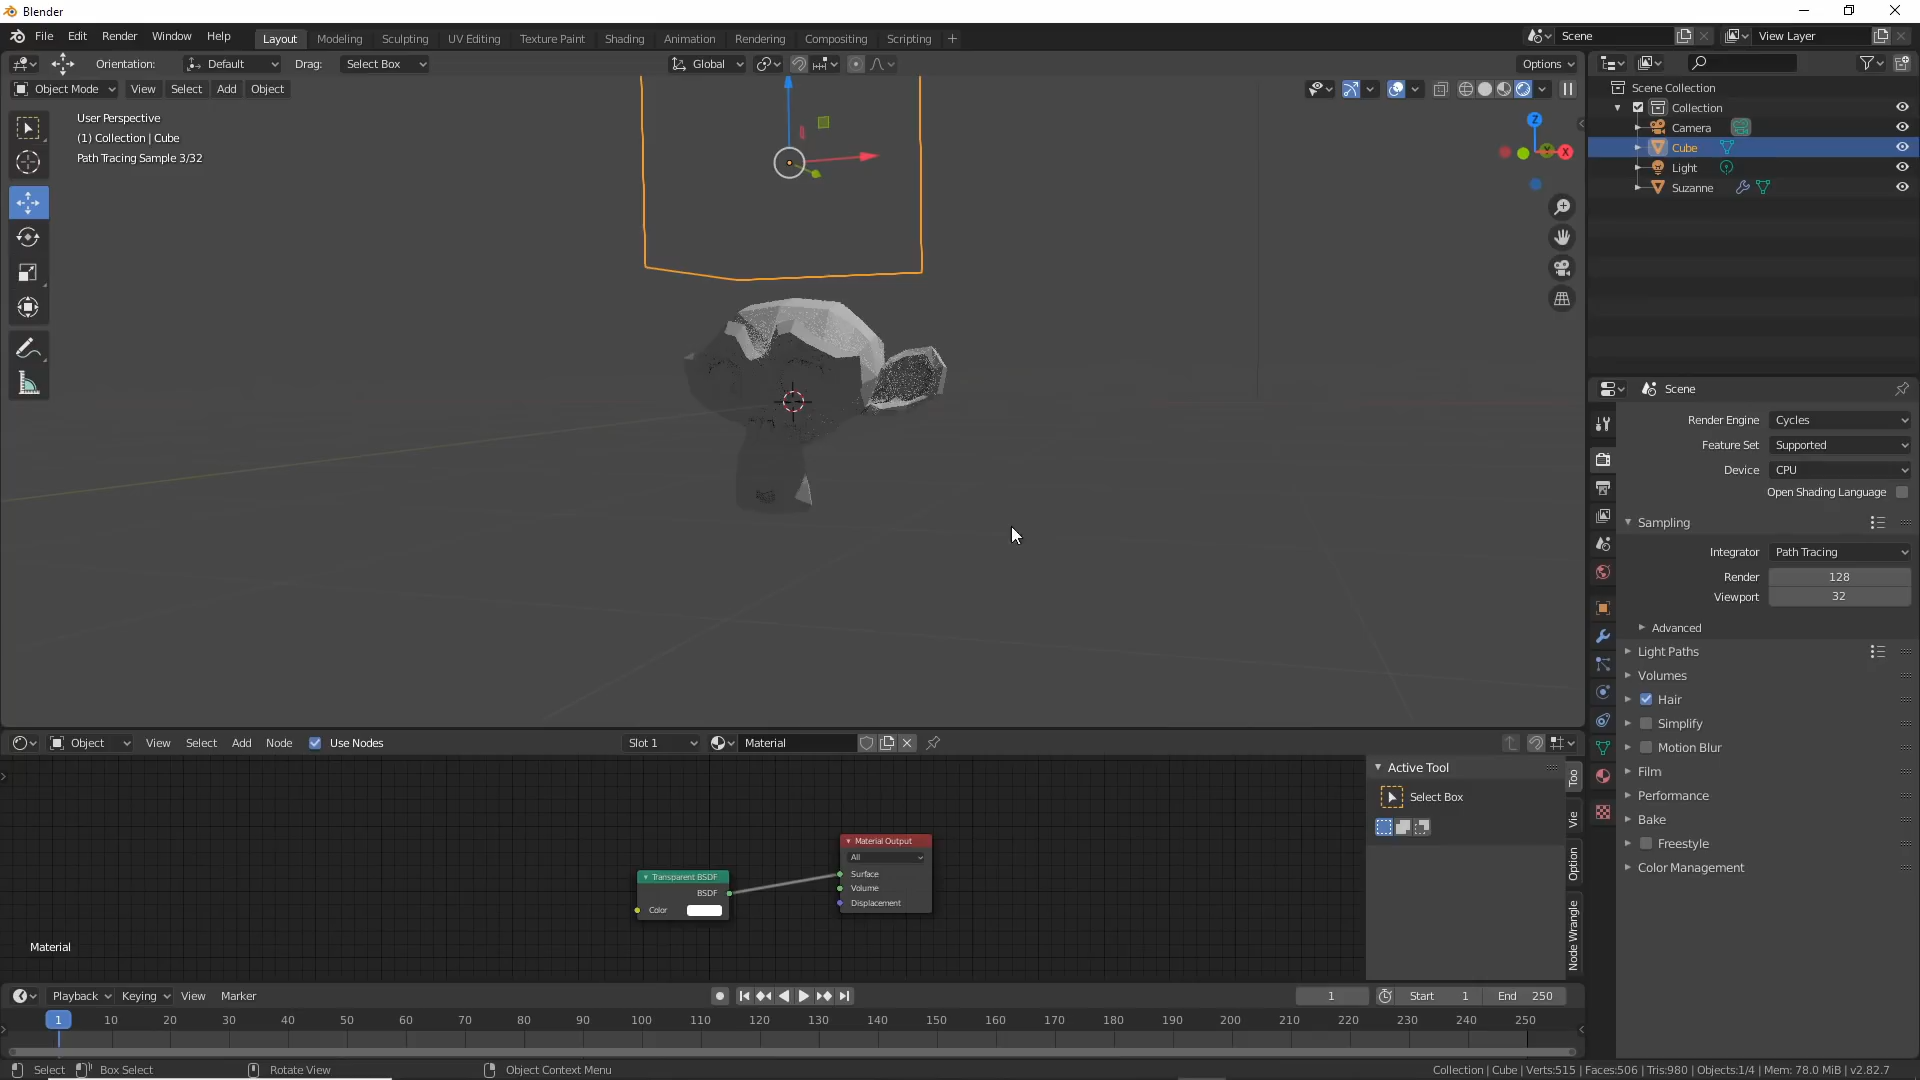 Blender
File Edit Render Window Help Layout Modeling Sculpting UV Editing Texture Paint Shading Animation Rendering Compositing Scripting + Scene View Layer
Orientation: Default Drag: Select Box Global Options
Object Mode View Select Add Object
User Perspective
(1) Collection | Cube
Path Tracing Sample 3/32
Z
X
Y
Scene Collection
Collection
Camera
Cube
Light
Suzanne
Scene
Render Engine Cycles
Feature Set Supported
Device CPU
Open Shading Language
Sampling
Integrator Path Tracing
Render 128
Viewport 32
Advanced
Light Paths
Volumes
Hair
Simplify
Motion Blur
Film
Performance
Bake
Freestyle
Color Management
Object View Select Add Node Use Nodes Slot 1 Material
Active Tool
Select Box
Too
Vie
Option
Node Wrangle
Material Output
All
Surface
Volume
Displacement
Transparent BSDF
BSDF
Color
Material
Playback Keying View Marker 1 Start 1 End 250
1 10 20 30 40 50 60 70 80 90 100 110 120 130 140 150 160 170 180 190 200 210 220 230 240 250
Select Box Select Rotate View Object Context Menu Collection | Cube | Verts:515 | Faces:506 | Tris:980 | Objects:1/4 | Mem: 78.0 MiB | v2.82.7